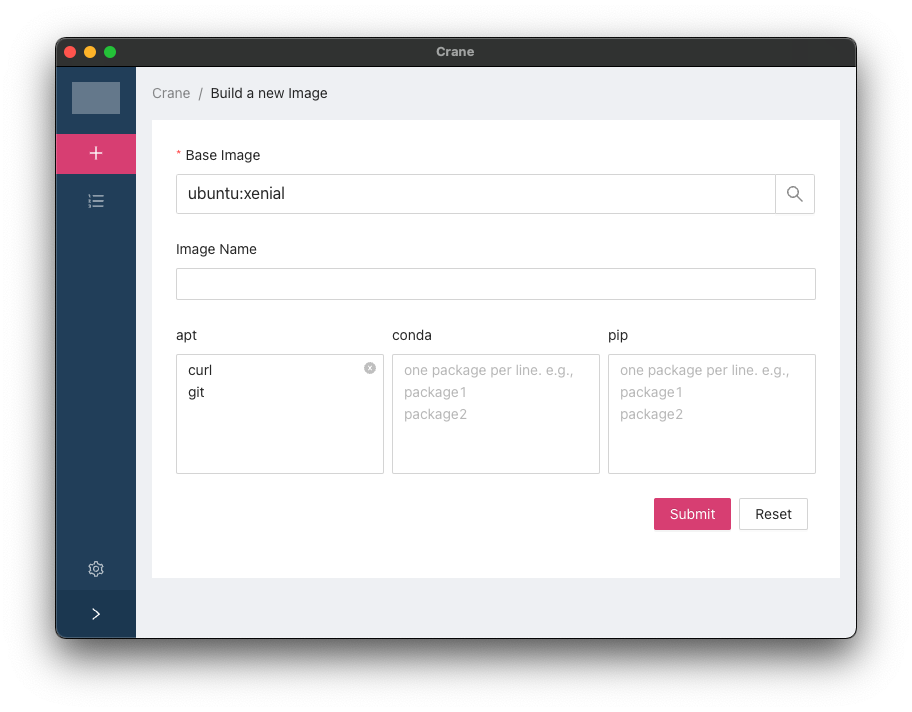 Crane
Crane / Build a new Image
* Base Image
ubuntu:xenial
Image Name
apt
conda
pip
curl
git
one package per line. e.g.,
package1
package2
one package per line. e.g.,
package1
package2
Submit
Reset